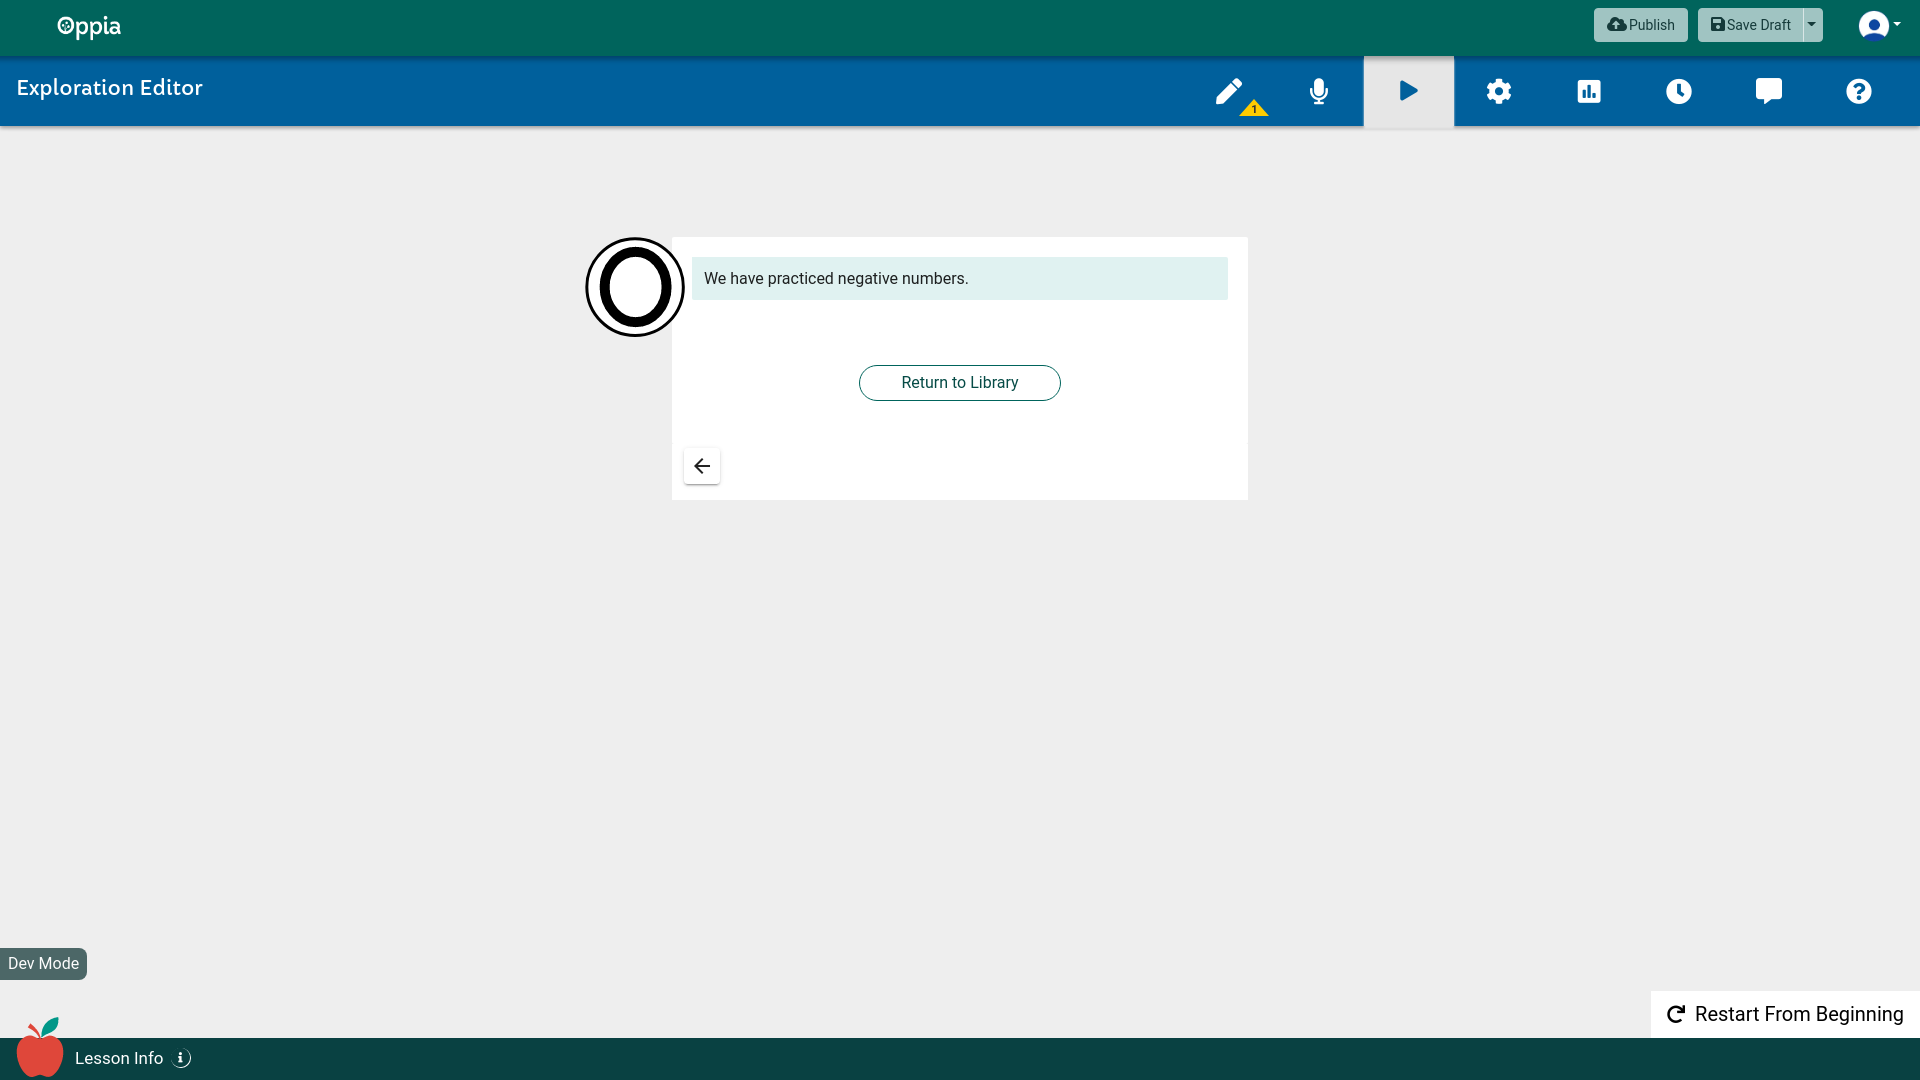 Oppia
Publish
Save Draft
Exploration Editor
1
We have practiced negative numbers.
Return to Library
Dev Mode
Restart From Beginning
Lesson Info